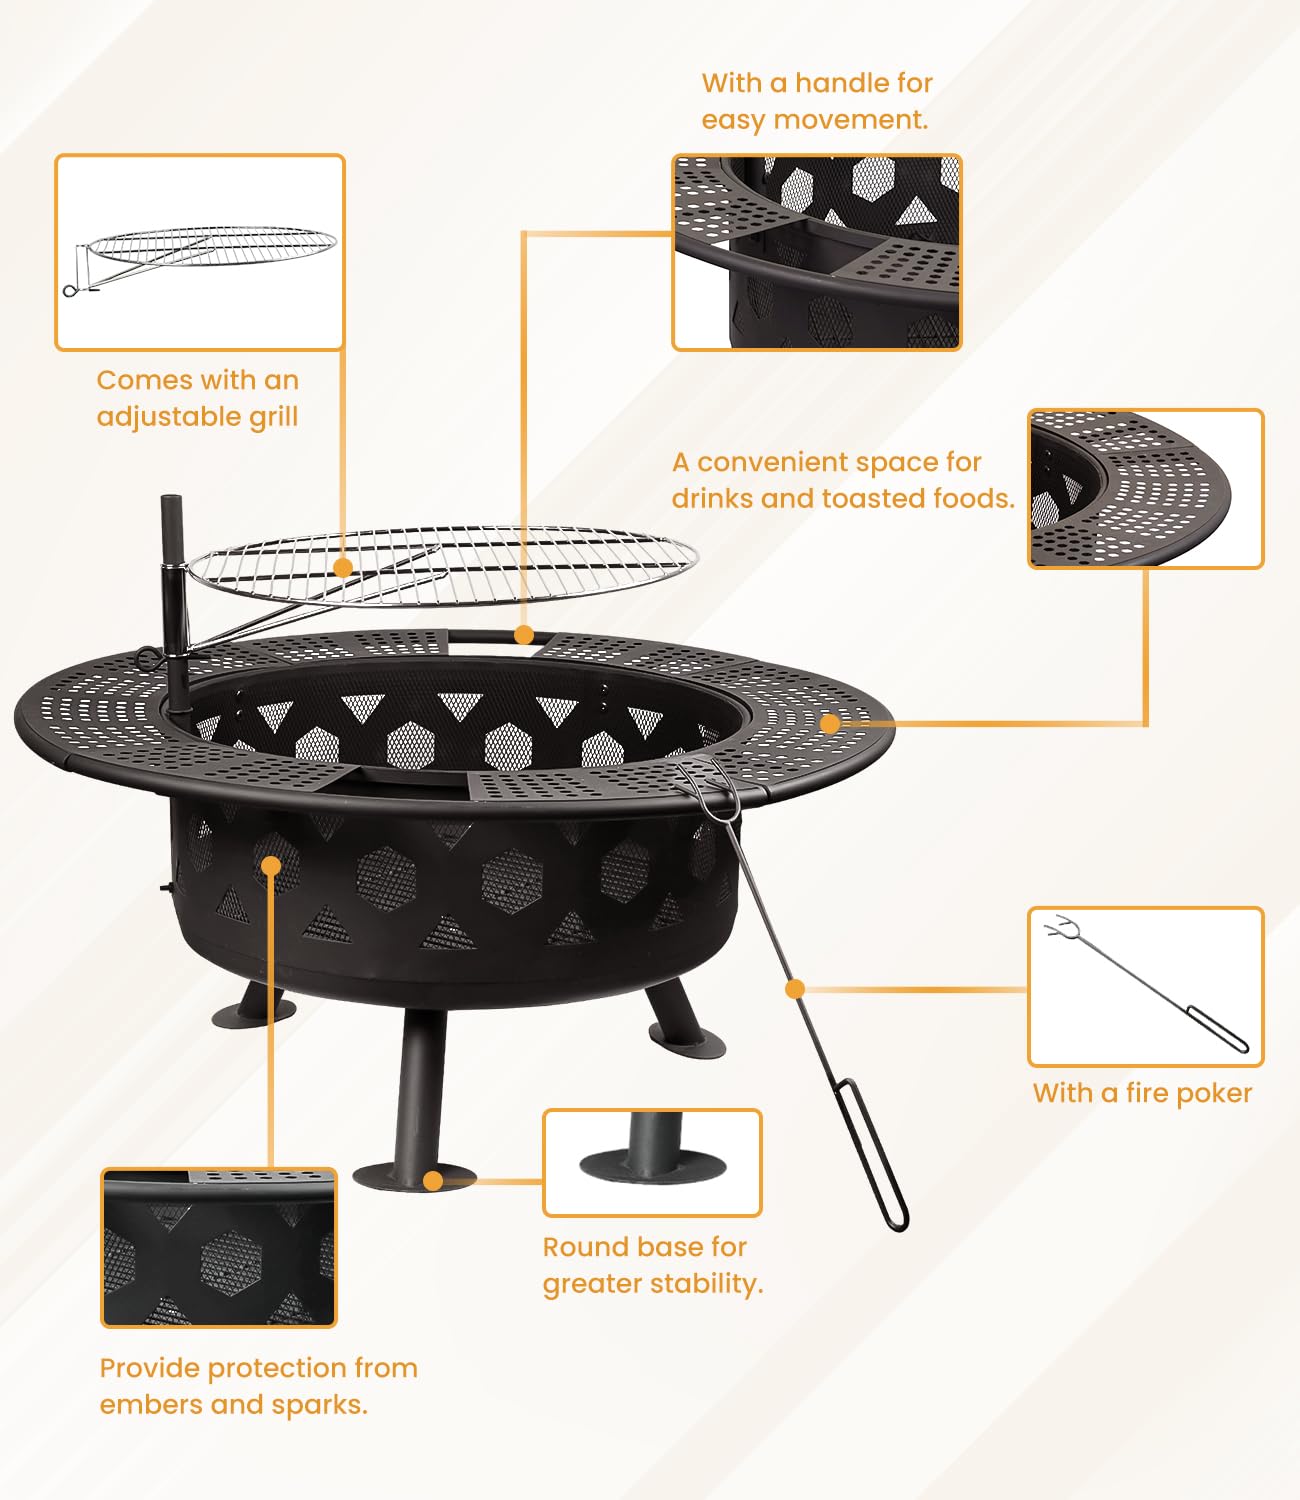 With a handle for
easy movement.
Comes with an
adjustable grill
A convenient space for
drinks and toasted foods.
With a fire poker
Round base for
greater stability.
Provide protection from
embers and sparks.